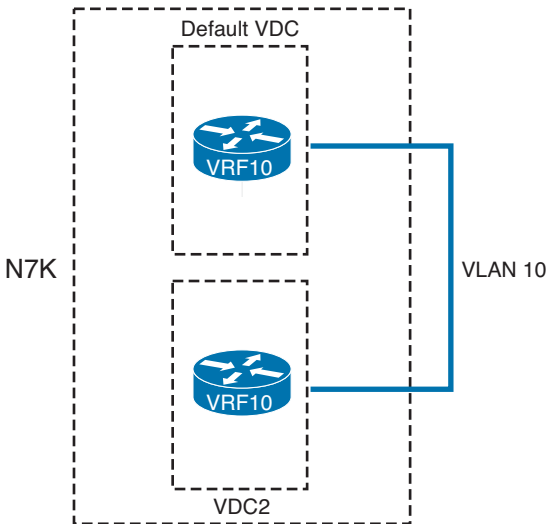 Default VDC
VRF10
N7K
VLAN 10
VRF10
VDC2